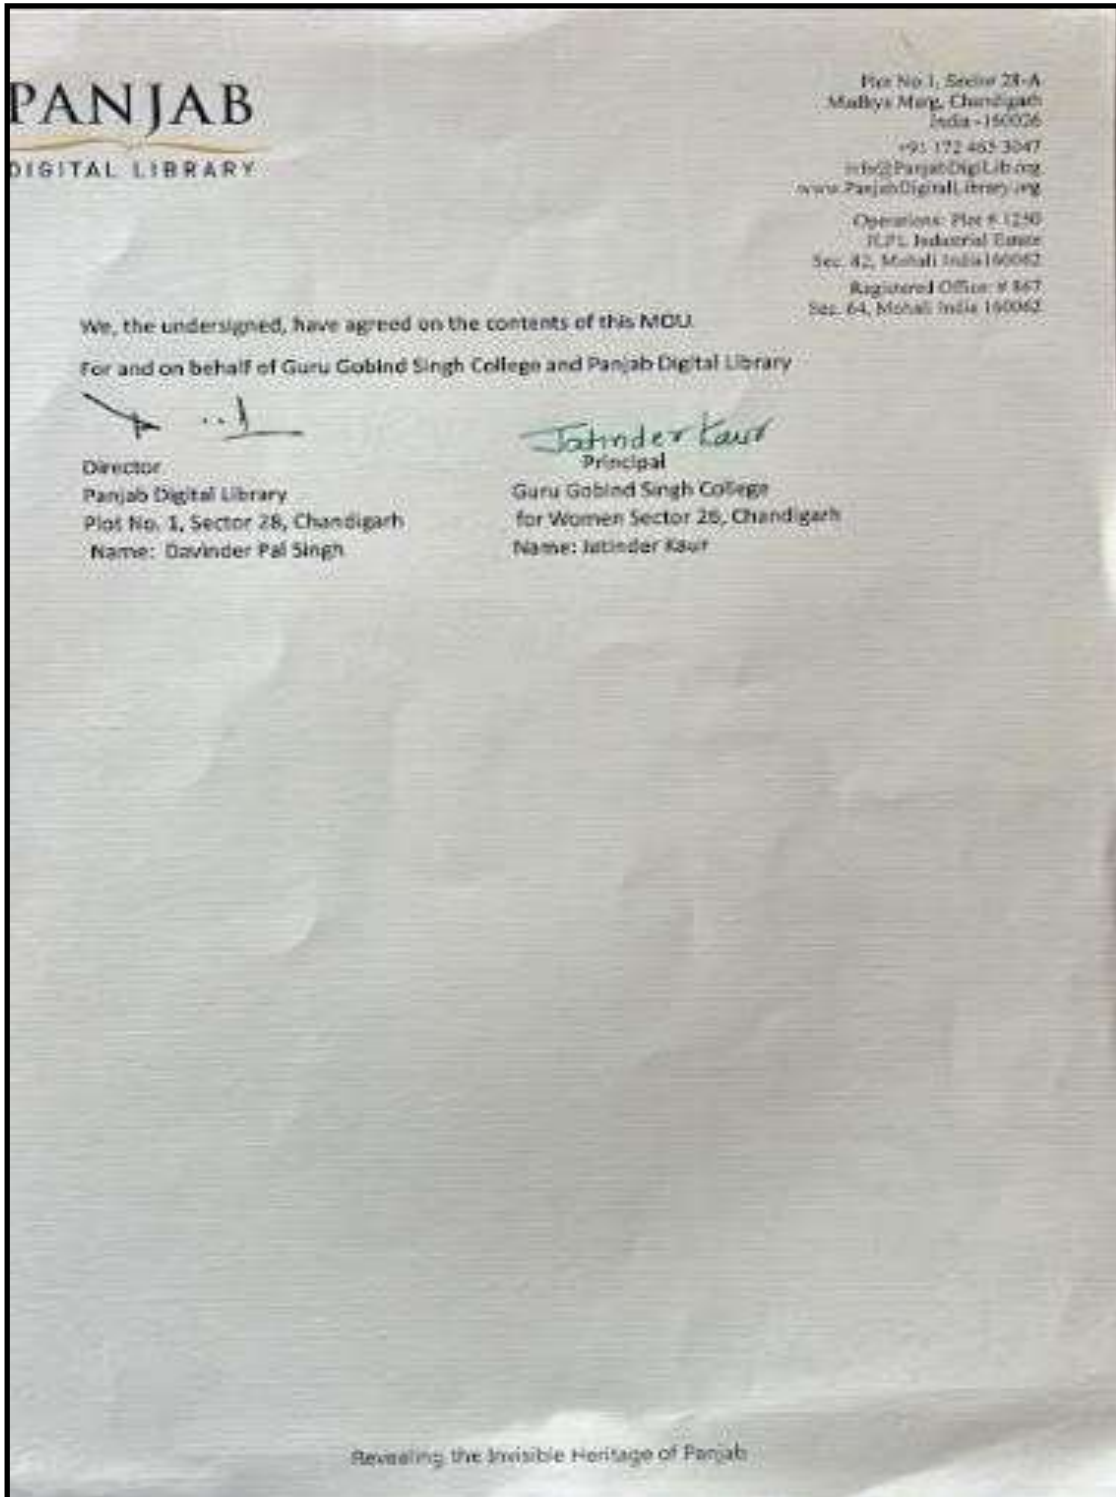 PANJAB
DIGITAL LIBRARY
Plot No 1, Sector 28-A
Madhya Marg, Chandigarh
India - 160026
+91 172 465 3047
info@PanjabDigiLib.org
www.PanjabDigitalLibrary.org
Operations: Plot # 1250
JLPL Industrial Estate
Sec. 82, Mohali India 160062
Registered Office: # 867
Sec. 64, Mohali India 160062
We, the undersigned, have agreed on the contents of this MOU.
For and on behalf of Guru Gobind Singh College and Panjab Digital Library
Director
Panjab Digital Library
Plot No. 1, Sector 28, Chandigarh
Name: Davinder Pal Singh
Jatinder Kaur
Principal
Guru Gobind Singh College
for Women Sector 26, Chandigarh
Name: Jatinder Kaur
Revealing the Invisible Heritage of Panjab